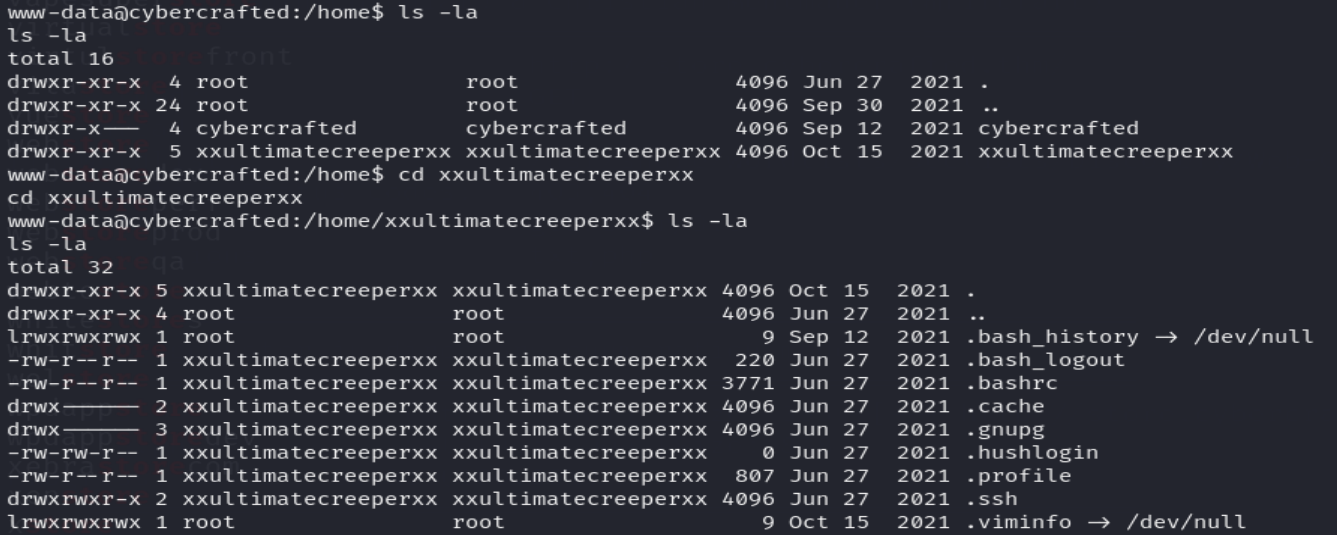 www-data@cybercrafted:/home$ ls -la
ls -la
total 16
drwxr-xr-x  4 root                root                4096 Jun 27  2021 .
drwxr-xr-x 24 root                root                4096 Sep 30  2021 ..
drwxr-x---  4 cybercrafted        cybercrafted        4096 Sep 12  2021 cybercrafted
drwxr-xr-x  5 xxultimatecreeperxx xxultimatecreeperxx 4096 Oct 15  2021 xxultimatecreeperxx
www-data@cybercrafted:/home$ cd xxultimatecreeperxx
cd xxultimatecreeperxx
www-data@cybercrafted:/home/xxultimatecreeperxx$ ls -la
ls -la
total 32
drwxr-xr-x 5 xxultimatecreeperxx xxultimatecreeperxx 4096 Oct 15  2021 .
drwxr-xr-x 4 root                root                4096 Jun 27  2021 ..
lrwxrwxrwx 1 root                root                   9 Sep 12  2021 .bash_history -> /dev/null
-rw-r--r-- 1 xxultimatecreeperxx xxultimatecreeperxx  220 Jun 27  2021 .bash_logout
-rw-r--r-- 1 xxultimatecreeperxx xxultimatecreeperxx 3771 Jun 27  2021 .bashrc
drwx------ 2 xxultimatecreeperxx xxultimatecreeperxx 4096 Jun 27  2021 .cache
drwx------ 3 xxultimatecreeperxx xxultimatecreeperxx 4096 Jun 27  2021 .gnupg
-rw-rw-r-- 1 xxultimatecreeperxx xxultimatecreeperxx    0 Jun 27  2021 .hushlogin
-rw-r--r-- 1 xxultimatecreeperxx xxultimatecreeperxx  807 Jun 27  2021 .profile
drwxrwxr-x 2 xxultimatecreeperxx xxultimatecreeperxx 4096 Jun 27  2021 .ssh
lrwxrwxrwx 1 root                root                   9 Oct 15  2021 .viminfo -> /dev/null